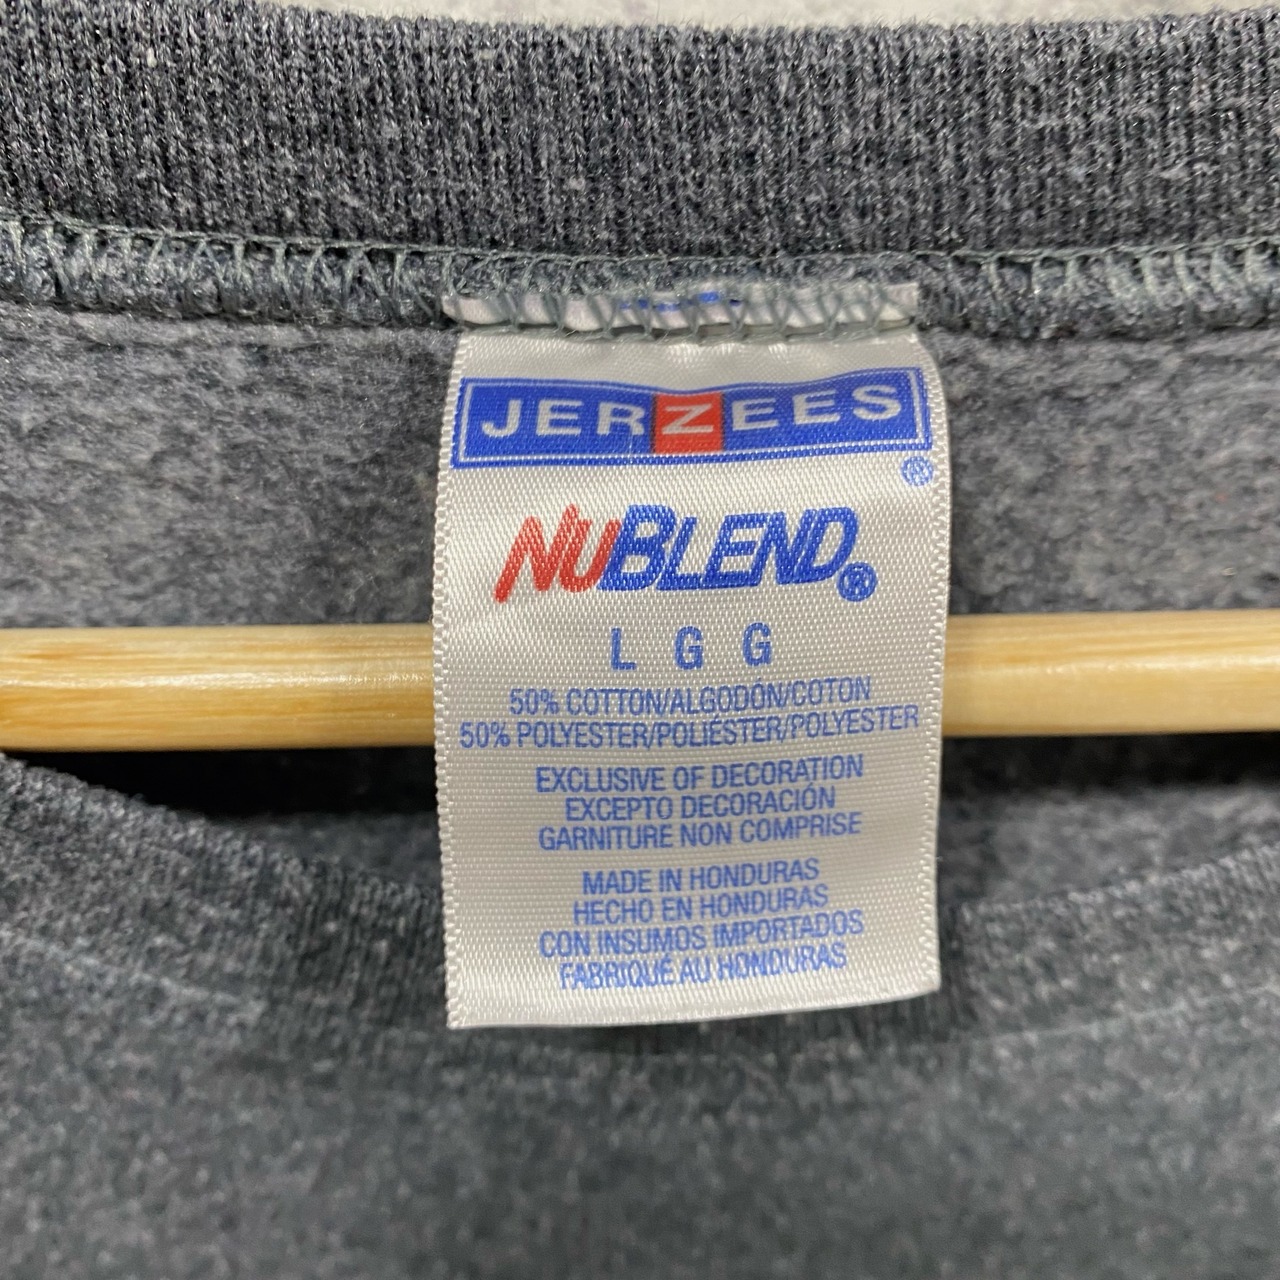 JERZEES
®
NUBLEND®
L G G
50% COTTON/ALGODÓN/COTON
50% POLYESTER/POLIÉSTER/POLYESTER
EXCLUSIVE OF DECORATION
EXCEPTO DECORACIÓN
GARNITURE NON COMPRISE
MADE IN HONDURAS
HECHO EN HONDURAS
CON INSUMOS IMPORTADOS
FABRIQUÉ AU HONDURAS